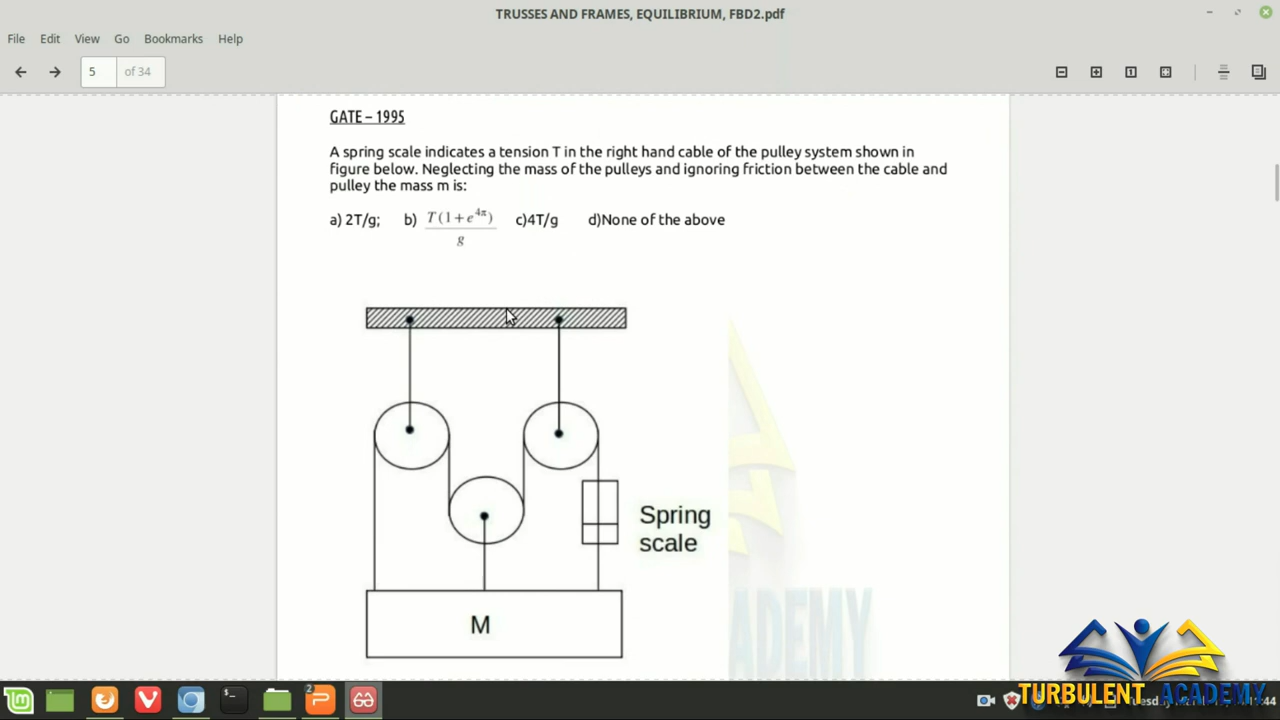 TRUSSES AND FRAMES, EQUILIBRIUM, FBD2.pdf
File Edit View Go Bookmarks Help
5 of 34
GATE – 1995
A spring scale indicates a tension T in the right hand cable of the pulley system shown in
figure below. Neglecting the mass of the pulleys and ignoring friction between the cable and
pulley the mass m is:
a) 2T/g; b) T(1+e^{4π})/g c)4T/g d)None of the above
Spring
scale
M
ACADEMY
TURBULENT ACADEMY